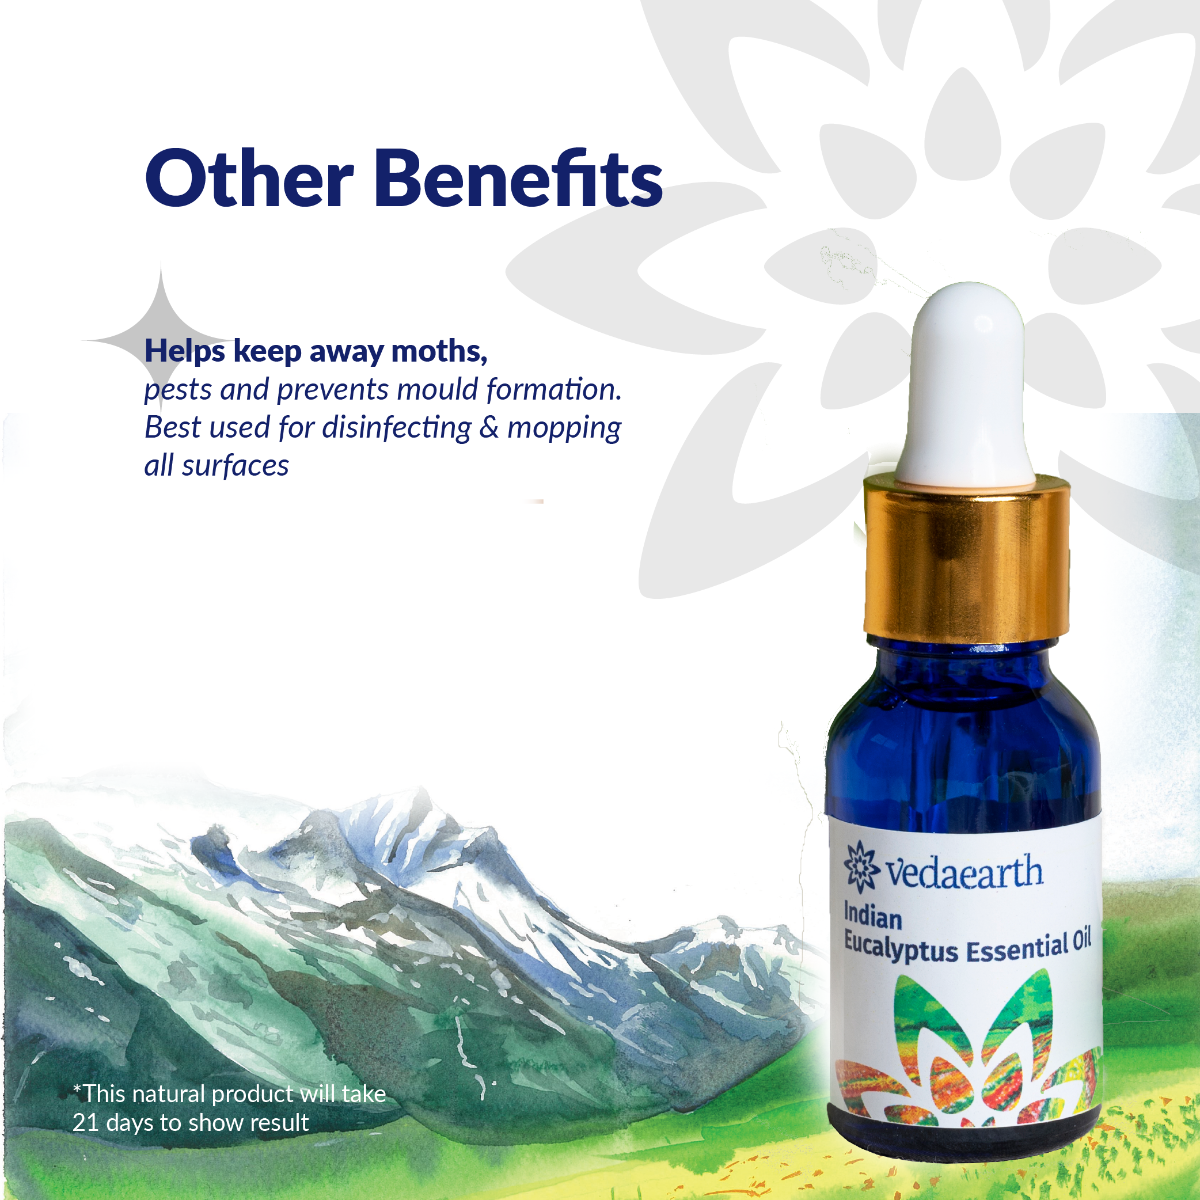 Other Benefits
Helps keep away moths,
pests and prevents mould formation.
Best used for disinfecting & mopping
all surfaces
vedaearth
Indian
Eucalyptus Essential Oil
*This natural product will take
21 days to show result